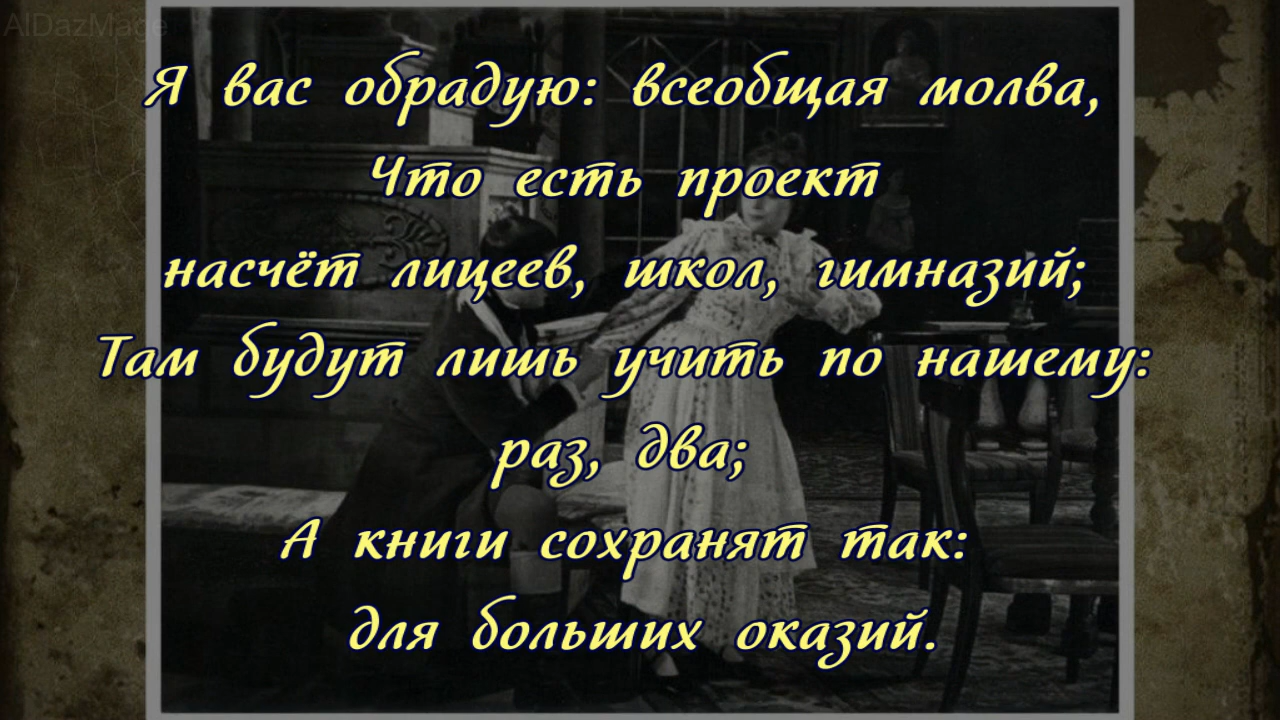 AlDazMage
Я вас обрадую: всеобщая молва,
Что есть проект
насчёт лицеев, школ, гимназий;
Там будут лишь учить по нашему:
раз, два;
А книги сохранят так:
для больших оказий.